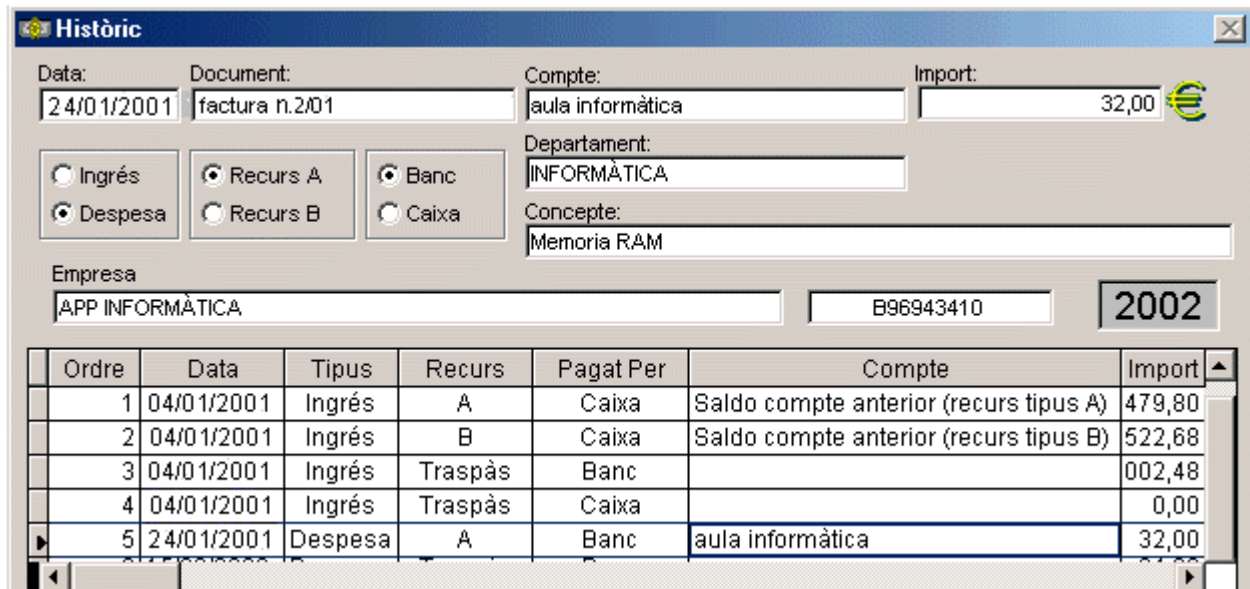 Històric
Data: Document: Compte: Import:
24/01/2001 factura n.2/01 aula informàtica 32,00 €
Departament:
Ingrés Recurs A Banc INFORMÀTICA
Despesa Recurs B Caixa Concepte:
Memoria RAM
Empresa
APP INFORMÀTICA B96943410 2002
Ordre Data Tipus Recurs Pagat Per Compte Import
1 04/01/2001 Ingrés A Caixa Saldo compte anterior (recurs tipus A) 479,80
2 04/01/2001 Ingrés B Caixa Saldo compte anterior (recurs tipus B) 522,68
3 04/01/2001 Ingrés Traspàs Banc 002,48
4 04/01/2001 Ingrés Traspàs Caixa 0,00
5 24/01/2001 Despesa A Banc aula informàtica 32,00